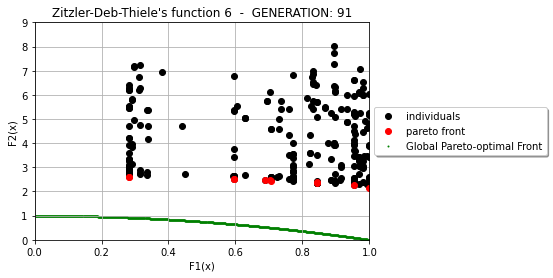 Zitzler-Deb-Thiele's function 6 - GENERATION: 91
9
8
7
6
5
4
3
2
1
0
F2(x)
0.0 0.2 0.4 0.6 0.8 1.0
F1(x)
individuals
pareto front
Global Pareto-optimal Front